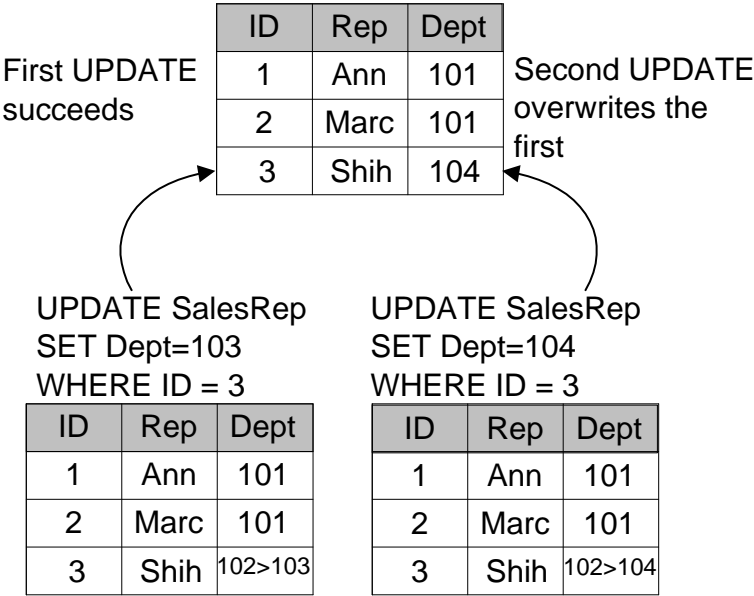 ID Rep Dept
1 Ann 101
2 Marc 101
3 Shih 104
First UPDATE
succeeds
Second UPDATE
overwrites the
first
UPDATE SalesRep
SET Dept=103
WHERE ID = 3
ID Rep Dept
1 Ann 101
2 Marc 101
3 Shih 102>103
UPDATE SalesRep
SET Dept=104
WHERE ID = 3
ID Rep Dept
1 Ann 101
2 Marc 101
3 Shih 102>104